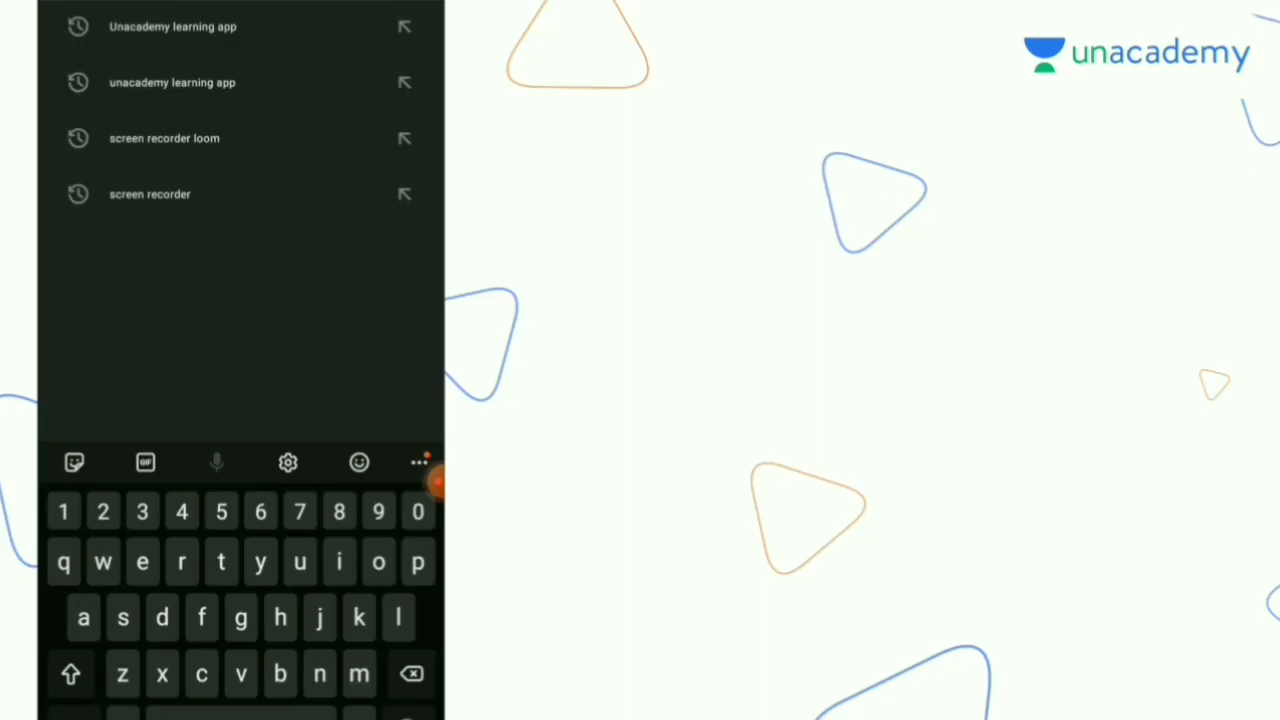 Unacademy learning app
unacademy learning app
screen recorder loom
screen recorder
unacademy
GIF
1 2 3 4 5 6 7 8 9 0
q w e r t y u i o p
a s d f g h j k l
z x c v b n m